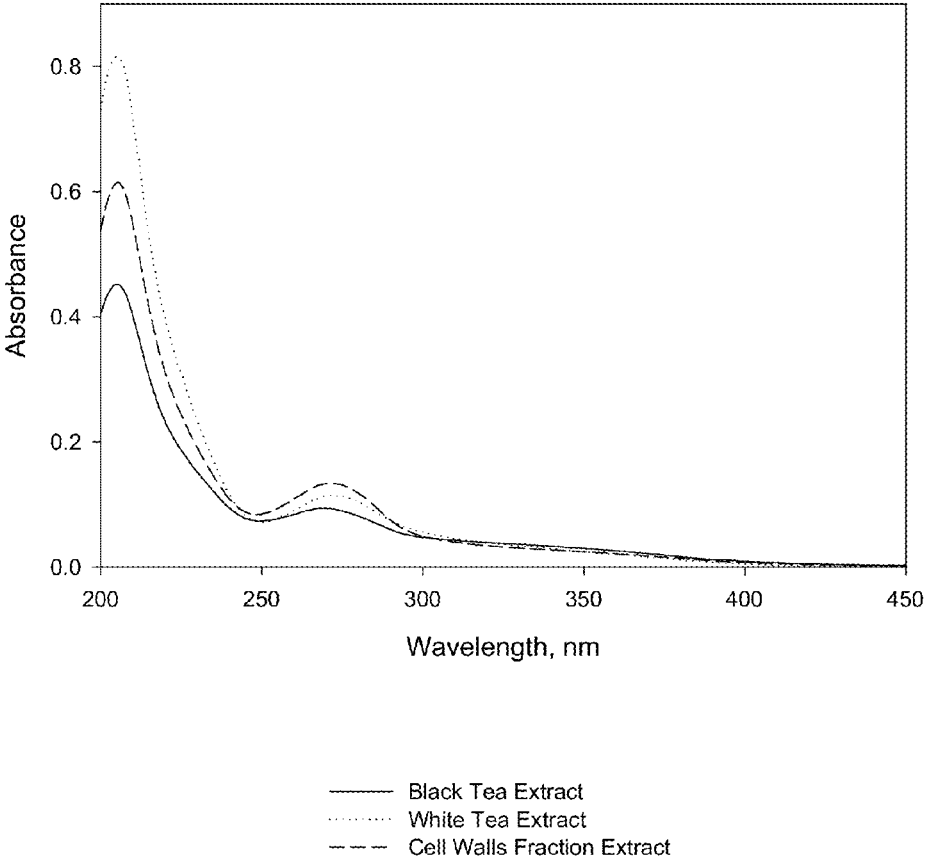 0.8
0.6
0.4
0.2
0.0
Absorbance
200 250 300 350 400 450
Wavelength, nm
Black Tea Extract
White Tea Extract
Cell Walls Fraction Extract